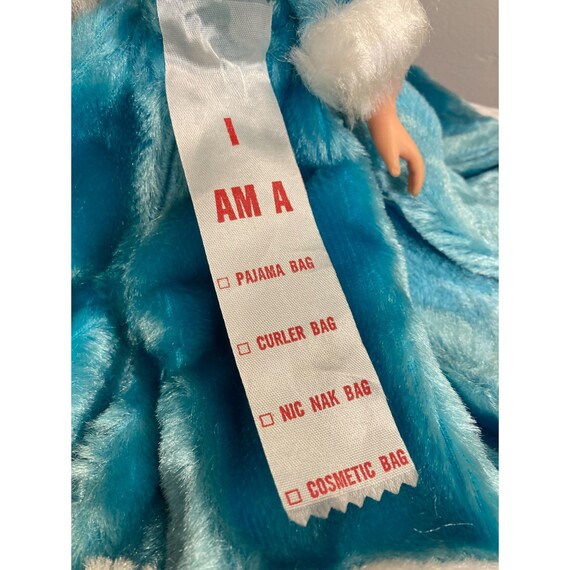 I
AM A
□ PAJAMA BAG
□ CURLER BAG
□ NIC NAK BAG
□ COSMETIC BAG